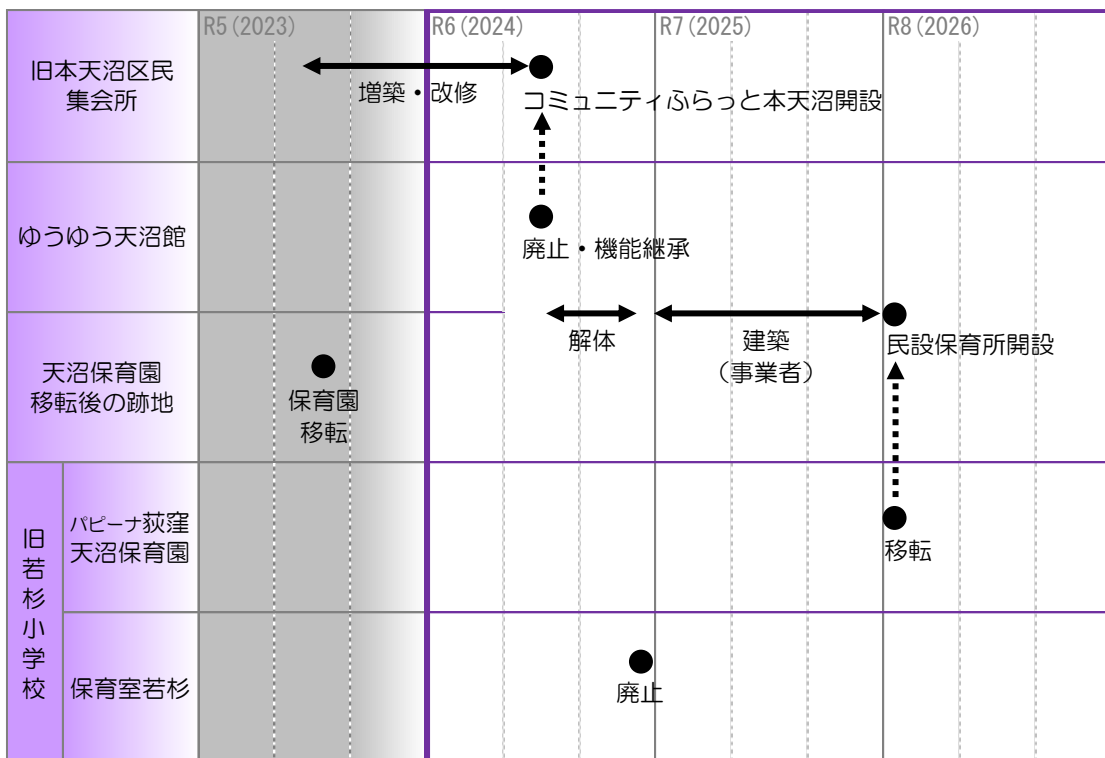 R5(2023)
R6(2024)
R7(2025)
R8(2026)
旧本天沼区民
集会所
増築・改修
コミュニティふらっと本天沼開設
ゆうゆう天沼館
廃止・機能継承
天沼保育園
移転後の跡地
保育園
移転
解体
建築
（事業者）
民設保育所開設
旧若杉小学校
パピーナ荻窪
天沼保育園
移転
保育室若杉
廃止